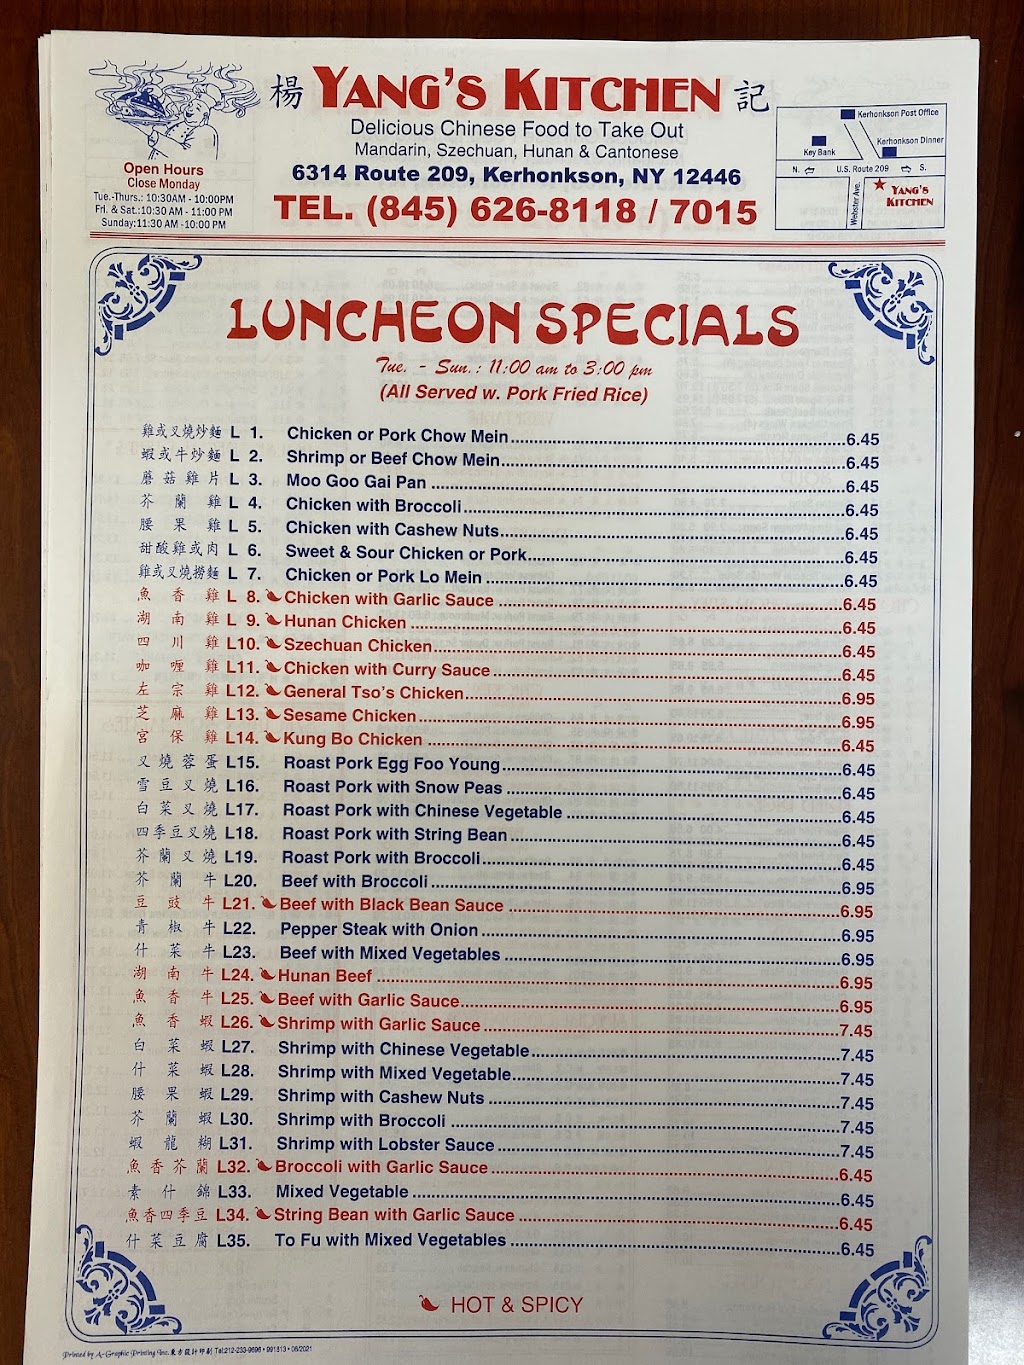 楊 YANG'S KITCHEN 記
Delicious Chinese Food to Take Out
Mandarin, Szechuan, Hunan & Cantonese
6314 Route 209, Kerhonkson, NY 12446
TEL. (845) 626-8118 / 7015
Open Hours
Close Monday
Tue.-Thurs.: 10:30AM - 10:00PM
Fri. & Sat.:10:30 AM - 11:00 PM
Sunday:11:30 AM -10:00 PM
Kerhonkson Post Office
Key Bank
Kerhonkson Dinner
N. U.S. Route 209 S.
Webster Ave.
YANG'S
KITCHEN
LUNCHEON SPECIALS
Tue. - Sun.: 11:00 am to 3:00 pm
(All Served w. Pork Fried Rice)
雞或叉燒炒麵 L 1. Chicken or Pork Chow Mein 6.45
蝦或牛炒麵 L 2. Shrimp or Beef Chow Mein 6.45
蘑菇雞片 L 3. Moo Goo Gai Pan 6.45
芥蘭雞 L 4. Chicken with Broccoli 6.45
腰果雞 L 5. Chicken with Cashew Nuts 6.45
甜酸雞或肉 L 6. Sweet & Sour Chicken or Pork 6.45
雞或叉燒撈麵 L 7. Chicken or Pork Lo Mein 6.45
魚香雞 L 8. Chicken with Garlic Sauce 6.45
湖南雞 L 9. Hunan Chicken 6.45
四川雞 L10. Szechuan Chicken 6.45
咖喱雞 L11. Chicken with Curry Sauce 6.45
左宗雞 L12. General Tso's Chicken 6.95
芝麻雞 L13. Sesame Chicken 6.95
宮保雞 L14. Kung Bo Chicken 6.45
叉燒蓉蛋 L15. Roast Pork Egg Foo Young 6.45
雪豆叉燒 L16. Roast Pork with Snow Peas 6.45
白菜叉燒 L17. Roast Pork with Chinese Vegetable 6.45
四季豆叉燒 L18. Roast Pork with String Bean 6.45
芥蘭叉燒 L19. Roast Pork with Broccoli 6.45
芥蘭牛 L20. Beef with Broccoli 6.95
豆豉牛 L21. Beef with Black Bean Sauce 6.95
青椒牛 L22. Pepper Steak with Onion 6.95
什菜牛 L23. Beef with Mixed Vegetables 6.95
湖南牛 L24. Hunan Beef 6.95
魚香牛 L25. Beef with Garlic Sauce 6.95
魚香蝦 L26. Shrimp with Garlic Sauce 7.45
白菜蝦 L27. Shrimp with Chinese Vegetable 7.45
什菜蝦 L28. Shrimp with Mixed Vegetable 7.45
腰果蝦 L29. Shrimp with Cashew Nuts 7.45
芥蘭蝦 L30. Shrimp with Broccoli 7.45
蝦龍糊 L31. Shrimp with Lobster Sauce 7.45
魚香芥蘭 L32. Broccoli with Garlic Sauce 6.45
素什錦 L33. Mixed Vegetable 6.45
魚香四季豆 L34. String Bean with Garlic Sauce 6.45
什菜豆腐 L35. To Fu with Mixed Vegetables 6.45
HOT & SPICY
Printed by A-Graphic Printing Inc. 東方設計印刷 Tel:212-233-9696 • 991813 • 06/2021